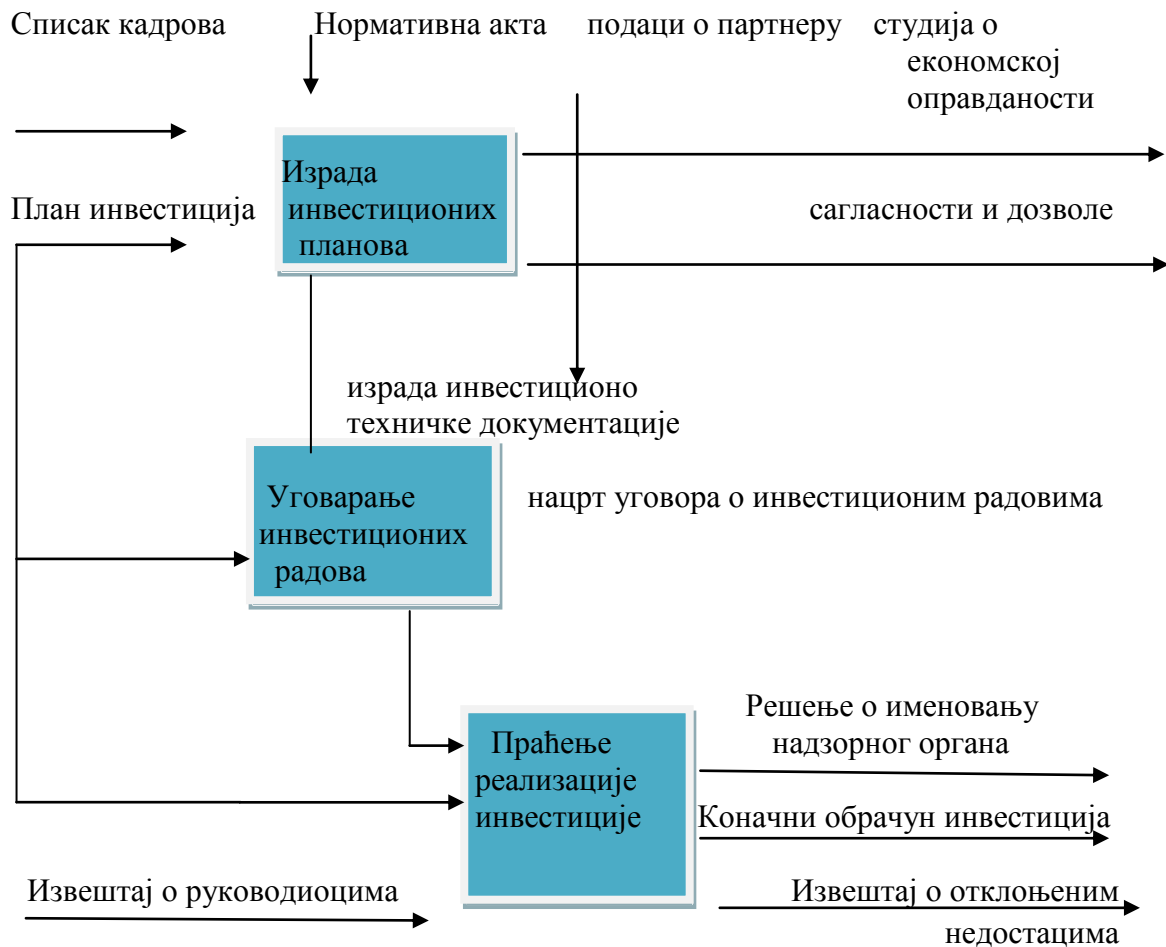 Списак кадрова Нормативна акта подаци о партнеру студија о
економској
оправданости
Израда
инвестиционих
планова
План инвестиција
сагласности и дозволе
израда инвестиционо
техничке документације
Уговарање
инвестиционих
радова
нацрт уговора о инвестиционим радовима
Праћење
реализације
инвестиције
Решење о именовању
надзорног органа
Коначни обрачун инвестиција
Извештај о руководиоцима
Извештај о отклоњеним
недостацима